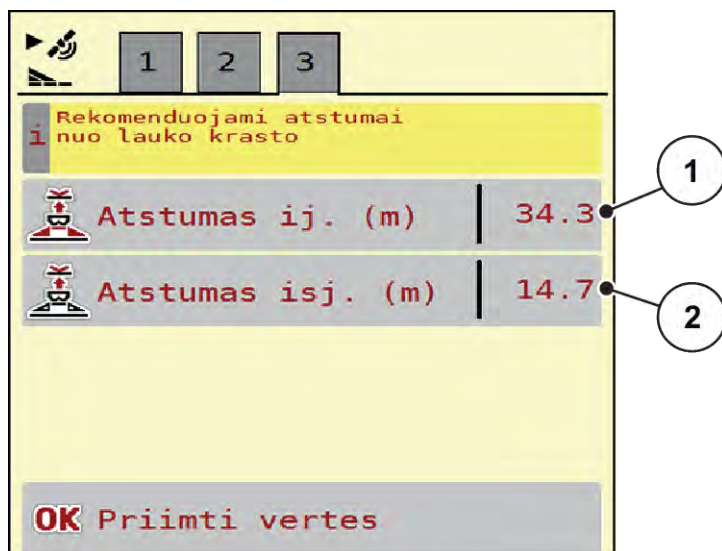 1 2 3
i Rekomenduojami atstumai
nuo lauko krasto
Atstumas ij. (m) 34.3
1
Atstumas isj. (m) 14.7
2
OK Priimti vertes